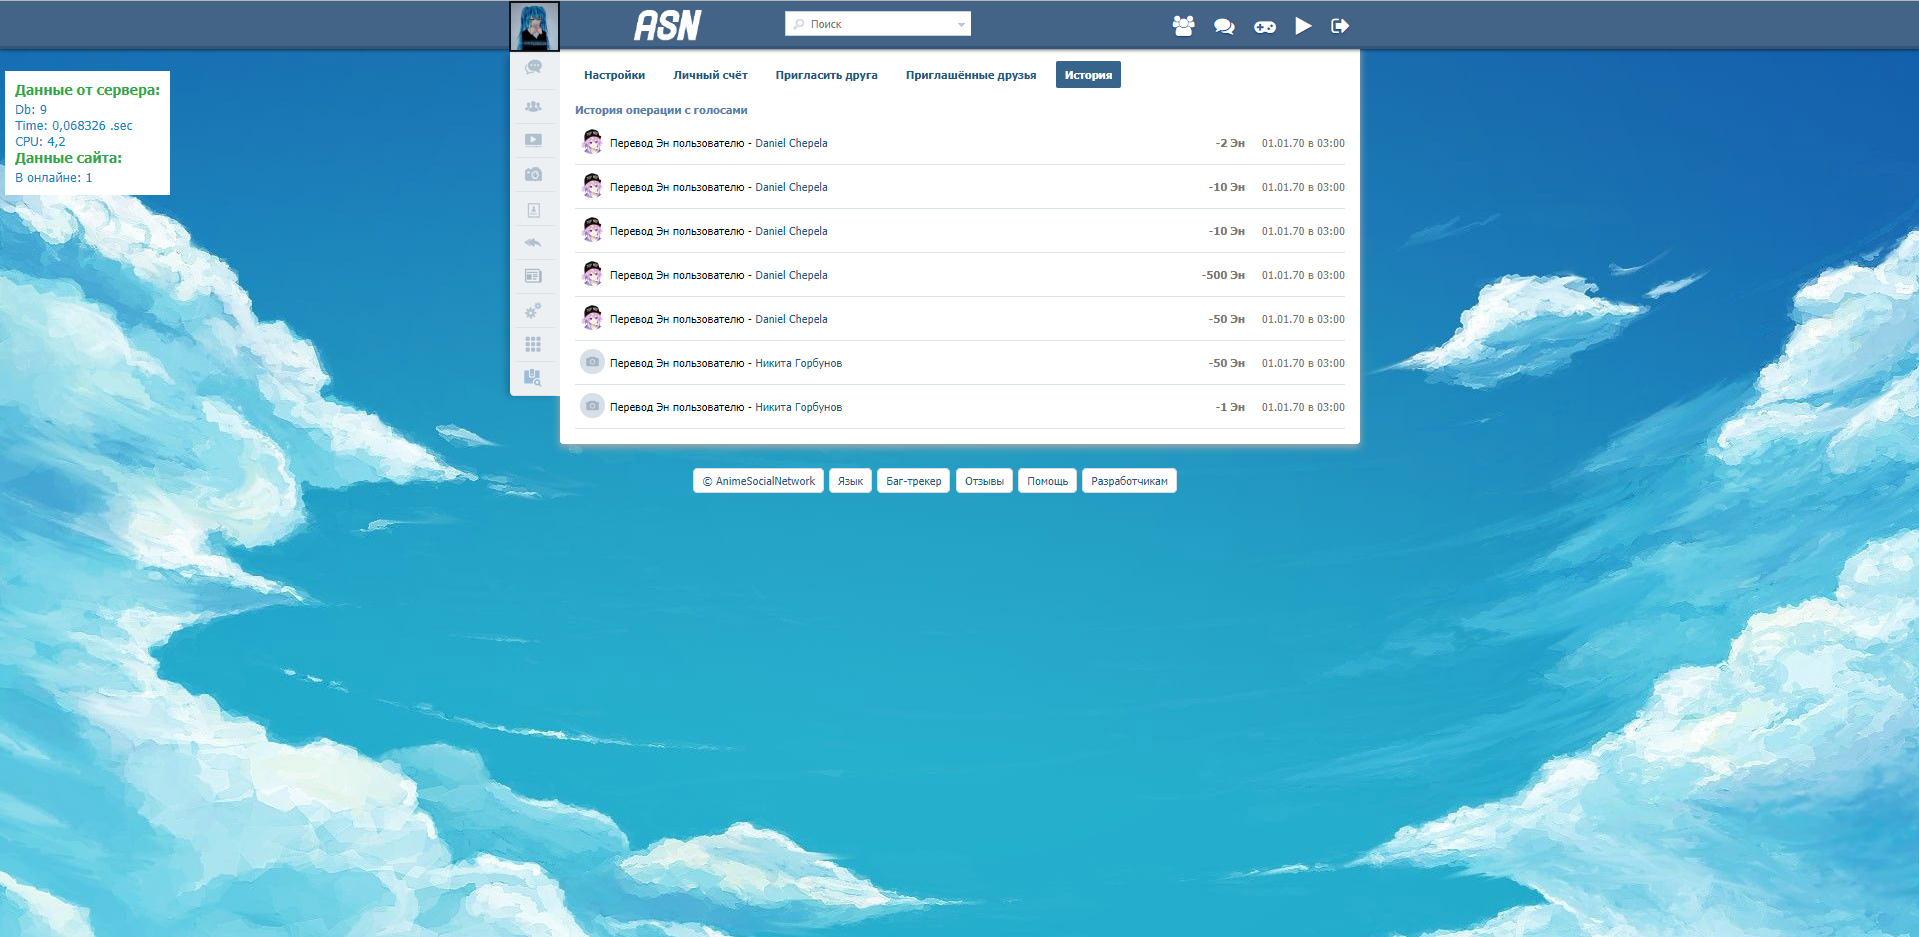 ASN
Поиск
Данные от сервера:
Db: 9
Time: 0,068326 .sec
CPU: 4,2
Данные сайта:
В онлайне: 1
Настройки Личный счёт Пригласить друга Приглашённые друзья История
История операции с голосами
Перевод Эн пользователю - Daniel Chepela -2 Эн 01.01.70 в 03:00
Перевод Эн пользователю - Daniel Chepela -10 Эн 01.01.70 в 03:00
Перевод Эн пользователю - Daniel Chepela -10 Эн 01.01.70 в 03:00
Перевод Эн пользователю - Daniel Chepela -500 Эн 01.01.70 в 03:00
Перевод Эн пользователю - Daniel Chepela -50 Эн 01.01.70 в 03:00
Перевод Эн пользователю - Никита Горбунов -50 Эн 01.01.70 в 03:00
Перевод Эн пользователю - Никита Горбунов -1 Эн 01.01.70 в 03:00
© AnimeSocialNetwork Язык Баг-трекер Отзывы Помощь Разработчикам